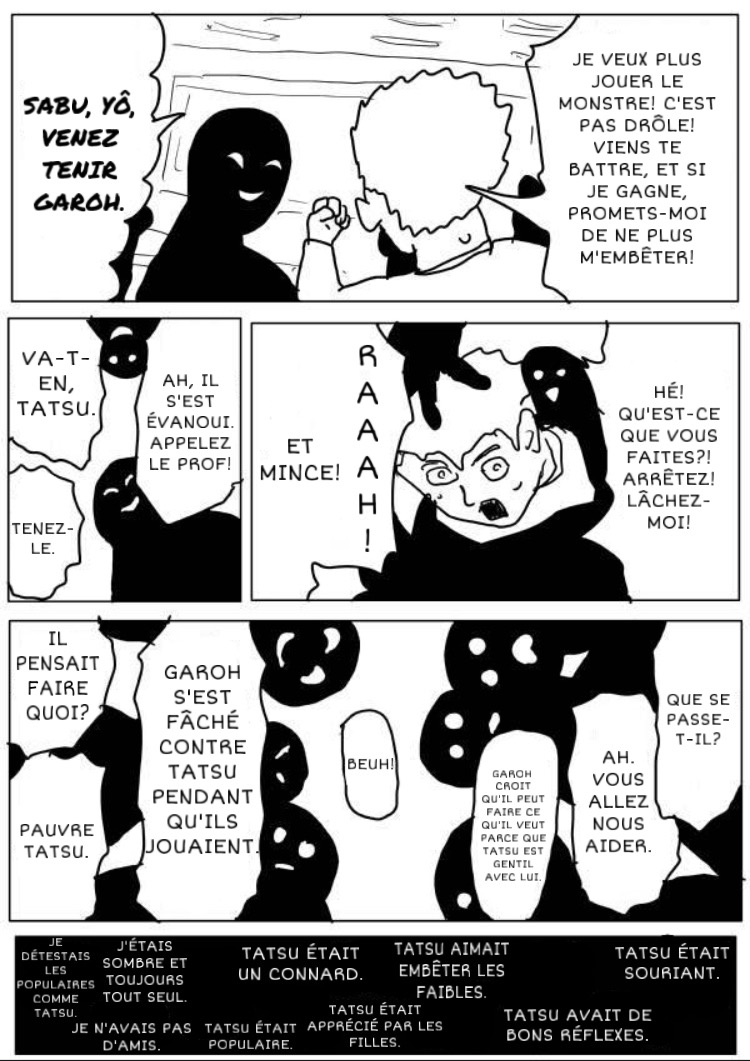 JE VEUX PLUS
JOUER LE
MONSTRE! C'EST
PAS DRÔLE!
VIENS TE
BATTRE, ET SI
JE GAGNE,
PROMETS-MOI
DE NE PLUS
M'EMBÊTER!
SABU, YÔ,
VENEZ
TENIR
GAROH.
HÉ!
QU'EST-CE
QUE VOUS
FAITES?!
ARRÊTEZ!
LÂCHEZ-
MOI!
RAAAAH!
ET
MINCE!
AH, IL
S'EST
ÉVANOUI.
APPELEZ
LE PROF!
VA-T-
EN,
TATSU.
TENEZ-
LE.
QUE SE
PASSE-
T-IL?
AH.
VOUS
ALLEZ
NOUS
AIDER.
GAROH
CROIT
QU'IL PEUT
FAIRE CE
QU'IL VEUT
PARCE QUE
TATSU EST
GENTIL
AVEC LUI.
BEUH!
GAROH
S'EST
FÂCHÉ
CONTRE
TATSU
PENDANT
QU'ILS
JOUAIENT.
IL
PENSAIT
FAIRE
QUOI?
PAUVRE
TATSU.
TATSU ÉTAIT
SOURIANT.
TATSU AVAIT DE
BONS RÉFLEXES.
TATSU AIMAIT
EMBÊTER LES
FAIBLES.
TATSU ÉTAIT
APPRÉCIÉ PAR LES
FILLES.
TATSU ÉTAIT
UN CONNARD.
TATSU ÉTAIT
POPULAIRE.
J'ÉTAIS
SOMBRE ET
TOUJOURS
TOUT SEUL.
JE N'AVAIS PAS
D'AMIS.
JE
DÉTESTAIS
LES
POPULAIRES
COMME
TATSU.